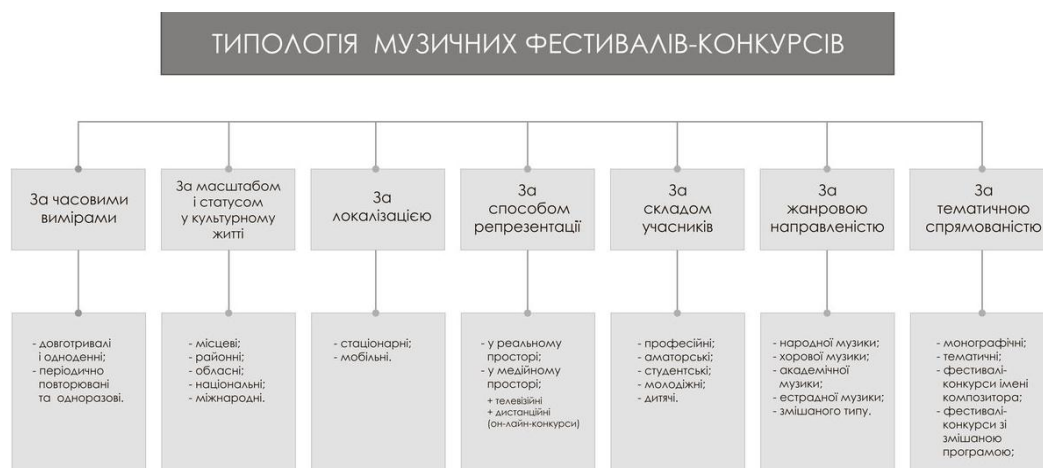 ТИПОЛОГІЯ МУЗИЧНИХ ФЕСТИВАЛІВ-КОНКУРСІВ
За часовими
вимірами
За масштабом
і статусом
у культурному
житті
За
локалізацією
За
способом
репрезентації
За
складом
учасників
За
жанровою
направленістю
За
тематичною
спрямованістю
- довготривалі
і одноденні;
- періодично
повторювані
та одноразові.
- місцеві;
- районні;
- обласні;
- національні;
- міжнародні.
- стаціонарні;
- мобільні.
- у реальному
просторі;
- у медійному
просторі;
+ телевізійні
+ дистанційні
(он-лайн-конкурси)
- професійні;
- аматорські;
- студентські;
- молодіжні;
- дитячі.
- народної музики;
- хорової музики;
- академічної
музики;
- естрадної музики;
- змішаного типу.
- монографічні;
- тематичні;
- фестивалі-
конкурси імені
композитора;
- фестивалі-
конкурси зі
змішаною
програмою;